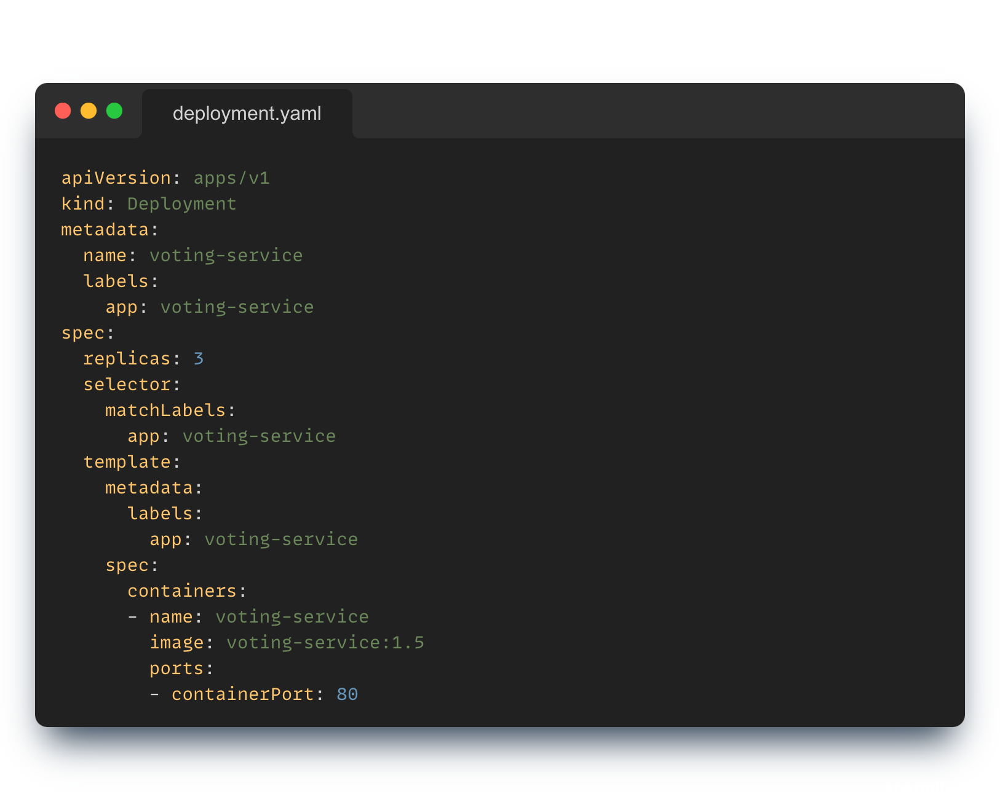 deployment.yaml
apiVersion: apps/v1
kind: Deployment
metadata:
  name: voting-service
  labels:
    app: voting-service
spec:
  replicas: 3
  selector:
    matchLabels:
      app: voting-service
  template:
    metadata:
      labels:
        app: voting-service
    spec:
      containers:
      - name: voting-service
        image: voting-service:1.5
        ports:
        - containerPort: 80